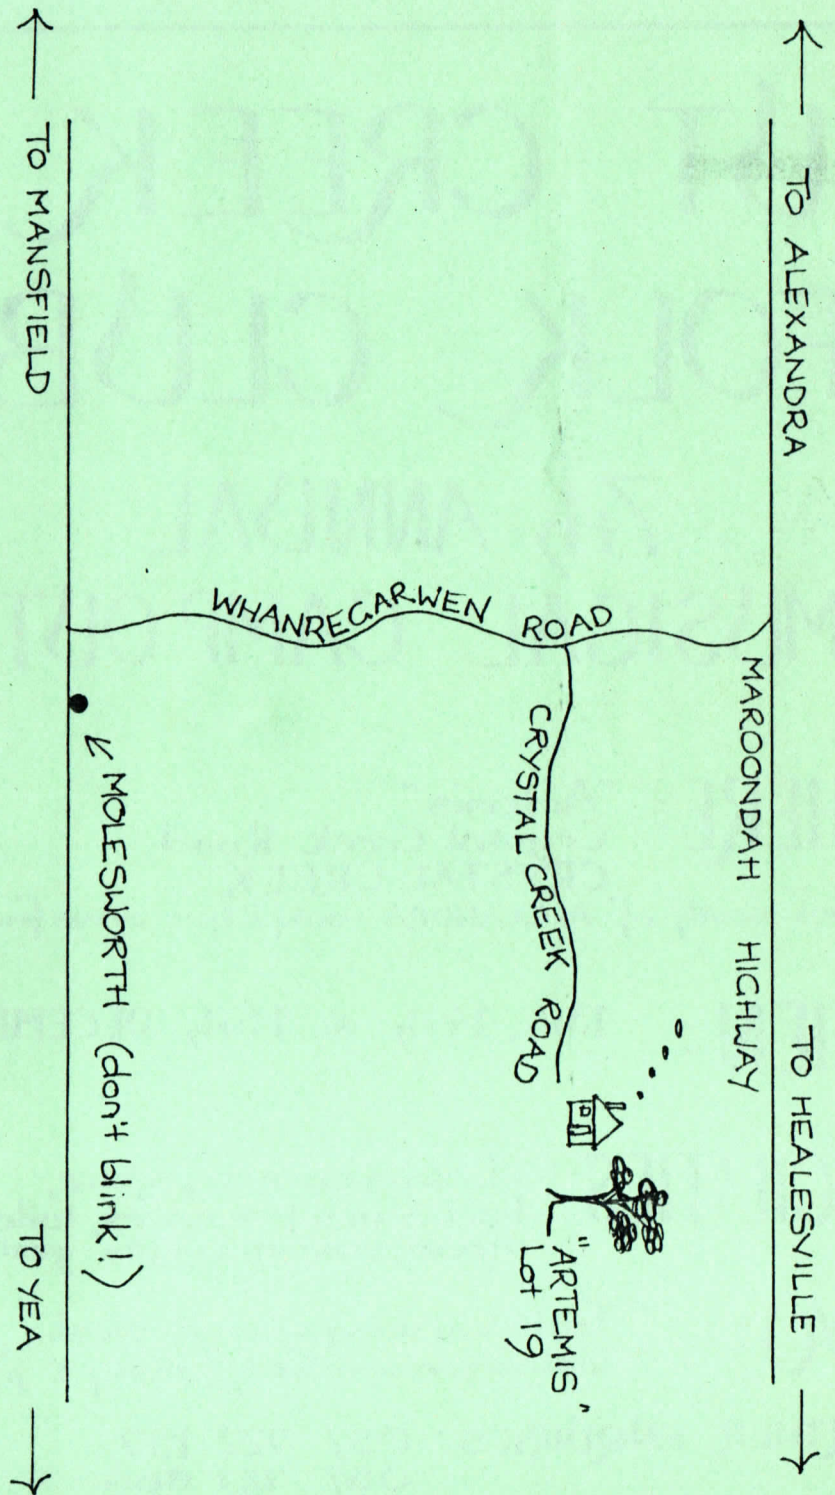 TO ALEXANDRA
TO HEALESVILLE
MAROONDAH HIGHWAY
WHANREGARWEN ROAD
CRYSTAL CREEK ROAD
"ARTEMIS"
Lot 19
MOLESWORTH (don't blink!)
TO MANSFIELD
TO YEA